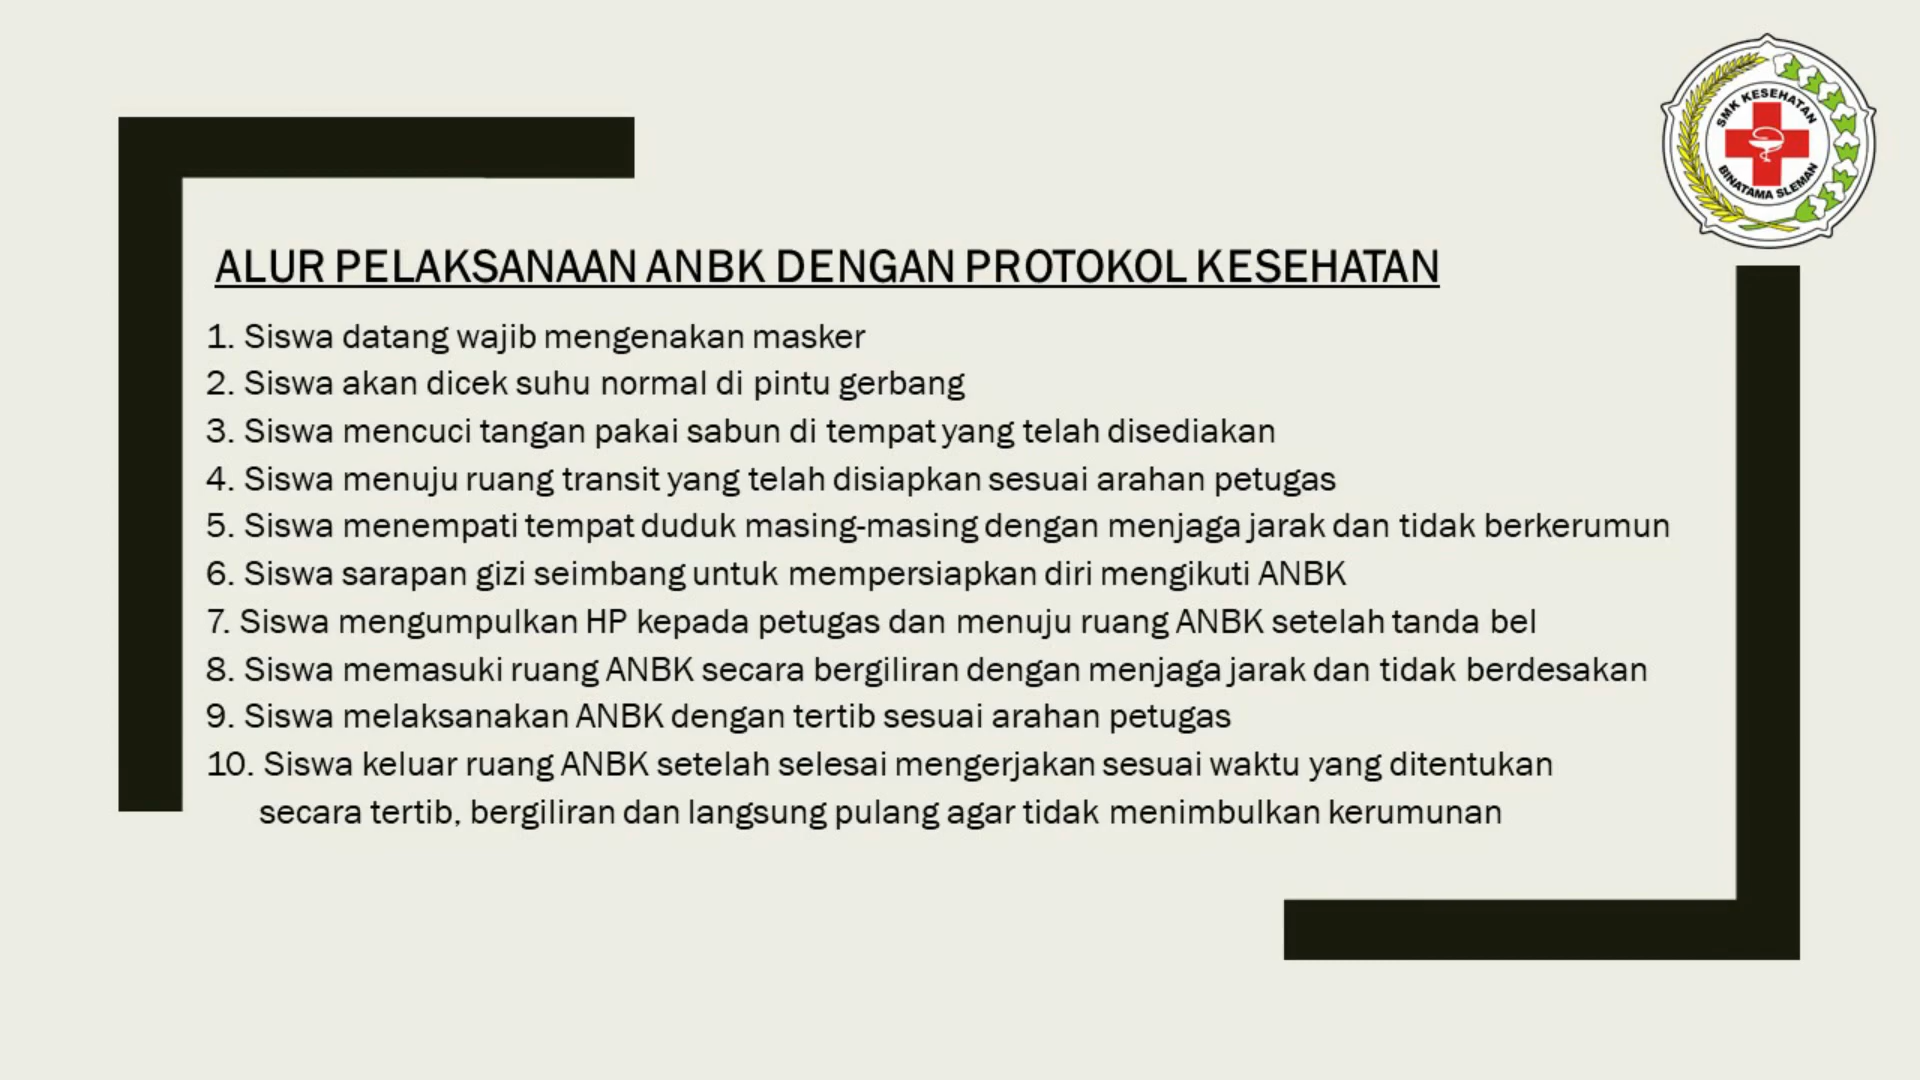 SMK KESEHATAN
BINATAMA SLEMAN
ALUR PELAKSANAAN ANBK DENGAN PROTOKOL KESEHATAN
1. Siswa datang wajib mengenakan masker
2. Siswa akan dicek suhu normal di pintu gerbang
3. Siswa mencuci tangan pakai sabun di tempat yang telah disediakan
4. Siswa menuju ruang transit yang telah disiapkan sesuai arahan petugas
5. Siswa menempati tempat duduk masing-masing dengan menjaga jarak dan tidak berkerumun
6. Siswa sarapan gizi seimbang untuk mempersiapkan diri mengikuti ANBK
7. Siswa mengumpulkan HP kepada petugas dan menuju ruang ANBK setelah tanda bel
8. Siswa memasuki ruang ANBK secara bergiliran dengan menjaga jarak dan tidak berdesakan
9. Siswa melaksanakan ANBK dengan tertib sesuai arahan petugas
10. Siswa keluar ruang ANBK setelah selesai mengerjakan sesuai waktu yang ditentukan
secara tertib, bergiliran dan langsung pulang agar tidak menimbulkan kerumunan